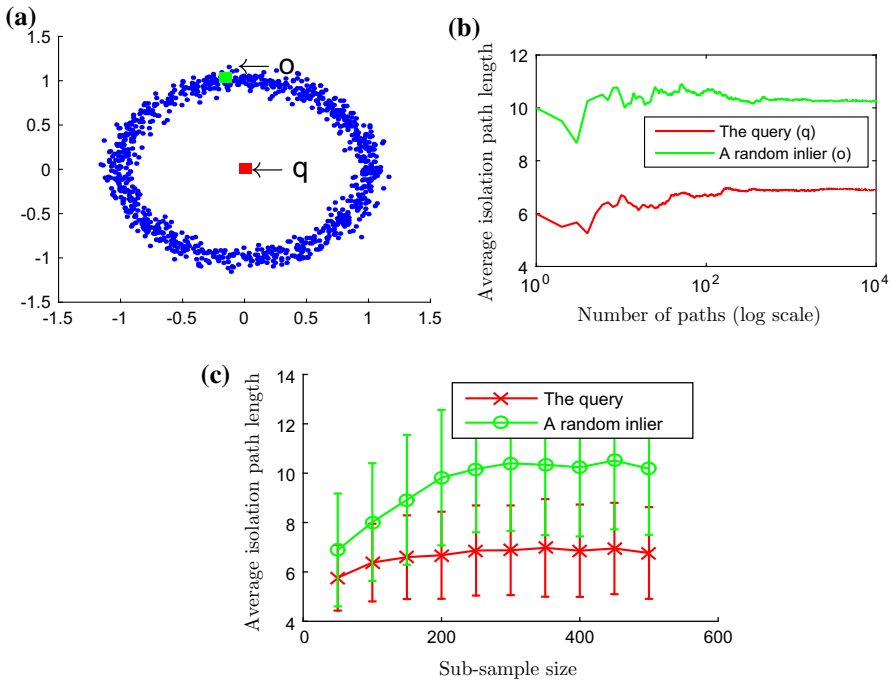 (a)
1.5
1
0.5
0
-0.5
-1
-1.5
-1.5 -1 -0.5 0 0.5 1 1.5
o
q
(b)
Average isolation path length
12
10
8
6
4
The query (q)
A random inlier (o)
10^0 10^2 10^4
Number of paths (log scale)
(c)
Average isolation path length
14
12
10
8
6
4
The query
A random inlier
0 200 400 600
Sub-sample size